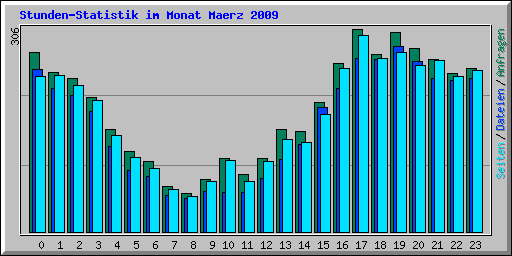 Stunden-Statistik im Monat Maerz 2009
306
Seiten/Dateien/Anfragen
0 1 2 3 4 5 6 7 8 9 10 11 12 13 14 15 16 17 18 19 20 21 22 23